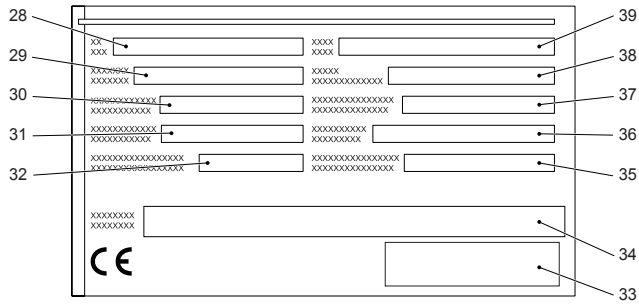 28
XX
XXX
XXXX
XXXX
39
29
XXXXXXX
XXXXXXX
XXXXX
XXXXXXXXXXXXX
38
30
XXXXXXXXXXXX
XXXXXXXXXXX
XXXXXXXXXXXXXXX
XXXXXXXXXXXXXX
37
31
XXXXXXXXXXXX
XXXXXXXXXXX
XXXXXXXXXX
XXXXXXXXX
36
32
XXXXXXXXXXXXXXXXX
XXXXXXXXXXXXXXXXX
XXXXXXXXXXXXXXXX
XXXXXXXXXXXXXXX
35
XXXXXXXX
XXXXXXXX
34
CE
33